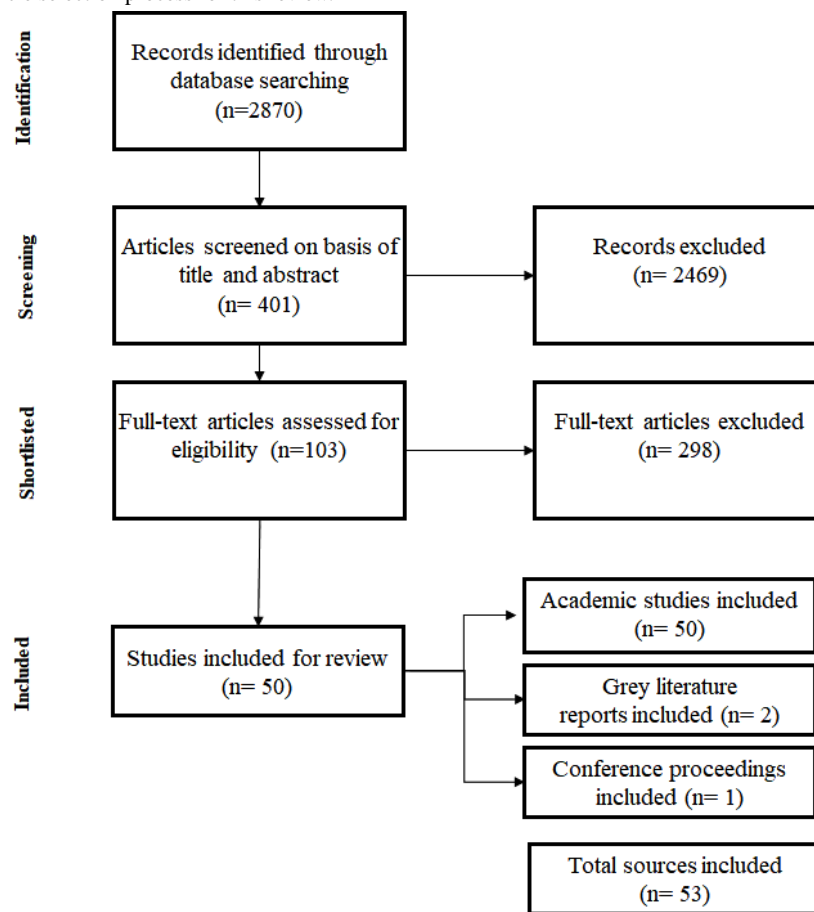 Identification
Records identified through
database searching
(n=2870)
Screening
Articles screened on basis of
title and abstract
(n= 401)
Records excluded
(n= 2469)
Shortlisted
Full-text articles assessed for
eligibility (n=103)
Full-text articles excluded
(n= 298)
Included
Studies included for review
(n= 50)
Academic studies included
(n= 50)
Grey literature
reports included (n= 2)
Conference proceedings
included (n= 1)
Total sources included
(n= 53)